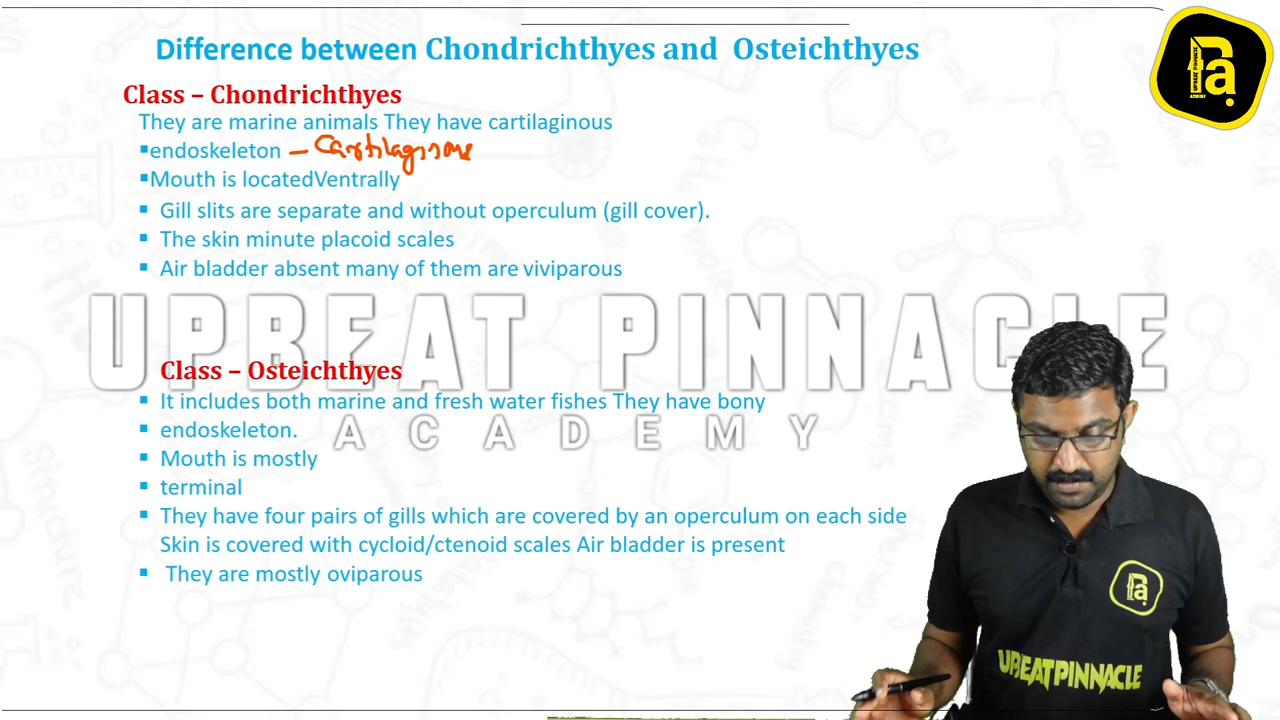 Difference between Chondrichthyes and Osteichthyes
Class – Chondrichthyes
They are marine animals They have cartilaginous
▪endoskeleton – Cartilaginous
▪Mouth is locatedVentrally
▪ Gill slits are separate and without operculum (gill cover).
▪ The skin minute placoid scales
▪ Air bladder absent many of them are viviparous
UPBEAT PINNACLE
ACADEMY
Class – Osteichthyes
▪ It includes both marine and fresh water fishes They have bony
▪ endoskeleton.
▪ Mouth is mostly
▪ terminal
▪ They have four pairs of gills which are covered by an operculum on each side
Skin is covered with cycloid/ctenoid scales Air bladder is present
▪ They are mostly oviparous
Pa
UPBEAT PINNACLE
Pa
UPBEATPINNACLE